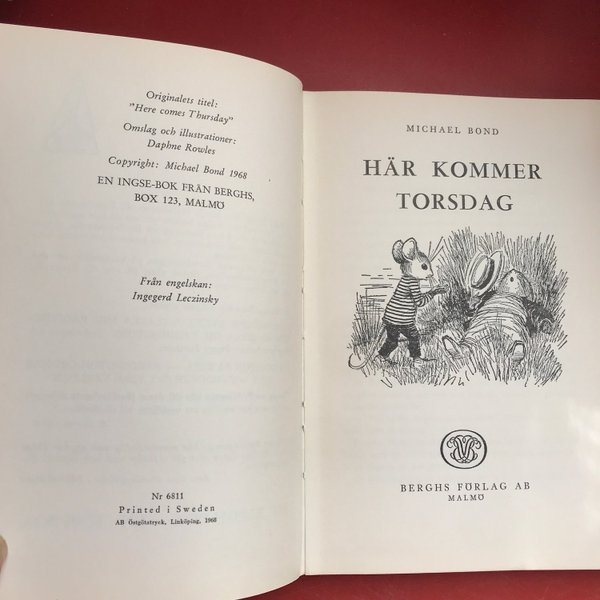 Originalets titel:
"Here comes Thursday"
Omslag och illustrationer:
Daphne Rowles
Copyright: Michael Bond 1968
EN INGSE-BOK FRÅN BERGHS,
BOX 123, MALMÖ
Från engelskan:
Ingegerd Leczinsky
Nr 6811
Printed i Sweden
AB Östgötatryck, Linköping, 1968
MICHAEL BOND
HÄR KOMMER
TORSDAG
BERGHS FÖRLAG AB
MALMÖ